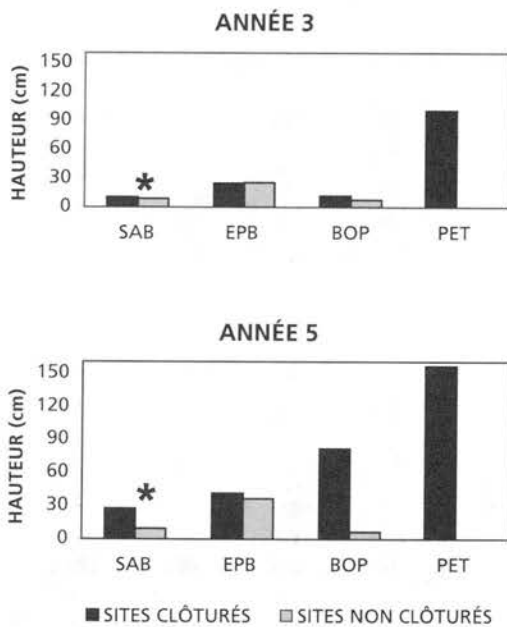 ANNÉE 3
HAUTEUR (cm)
150
120
90
60
30
0
*
SAB EPB BOP PET
ANNÉE 5
HAUTEUR (cm)
150
120
90
60
30
0
*
SAB EPB BOP PET
SITES CLÔTURÉS SITES NON CLÔTURÉS